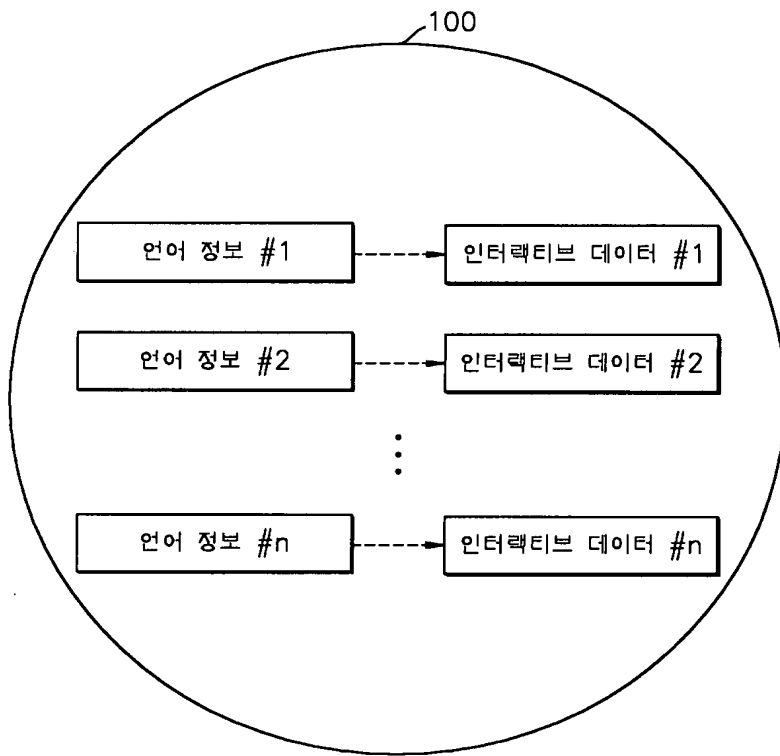 100
언어 정보 #1
인터랙티브 데이터 #1
언어 정보 #2
인터랙티브 데이터 #2
언어 정보 #n
인터랙티브 데이터 #n